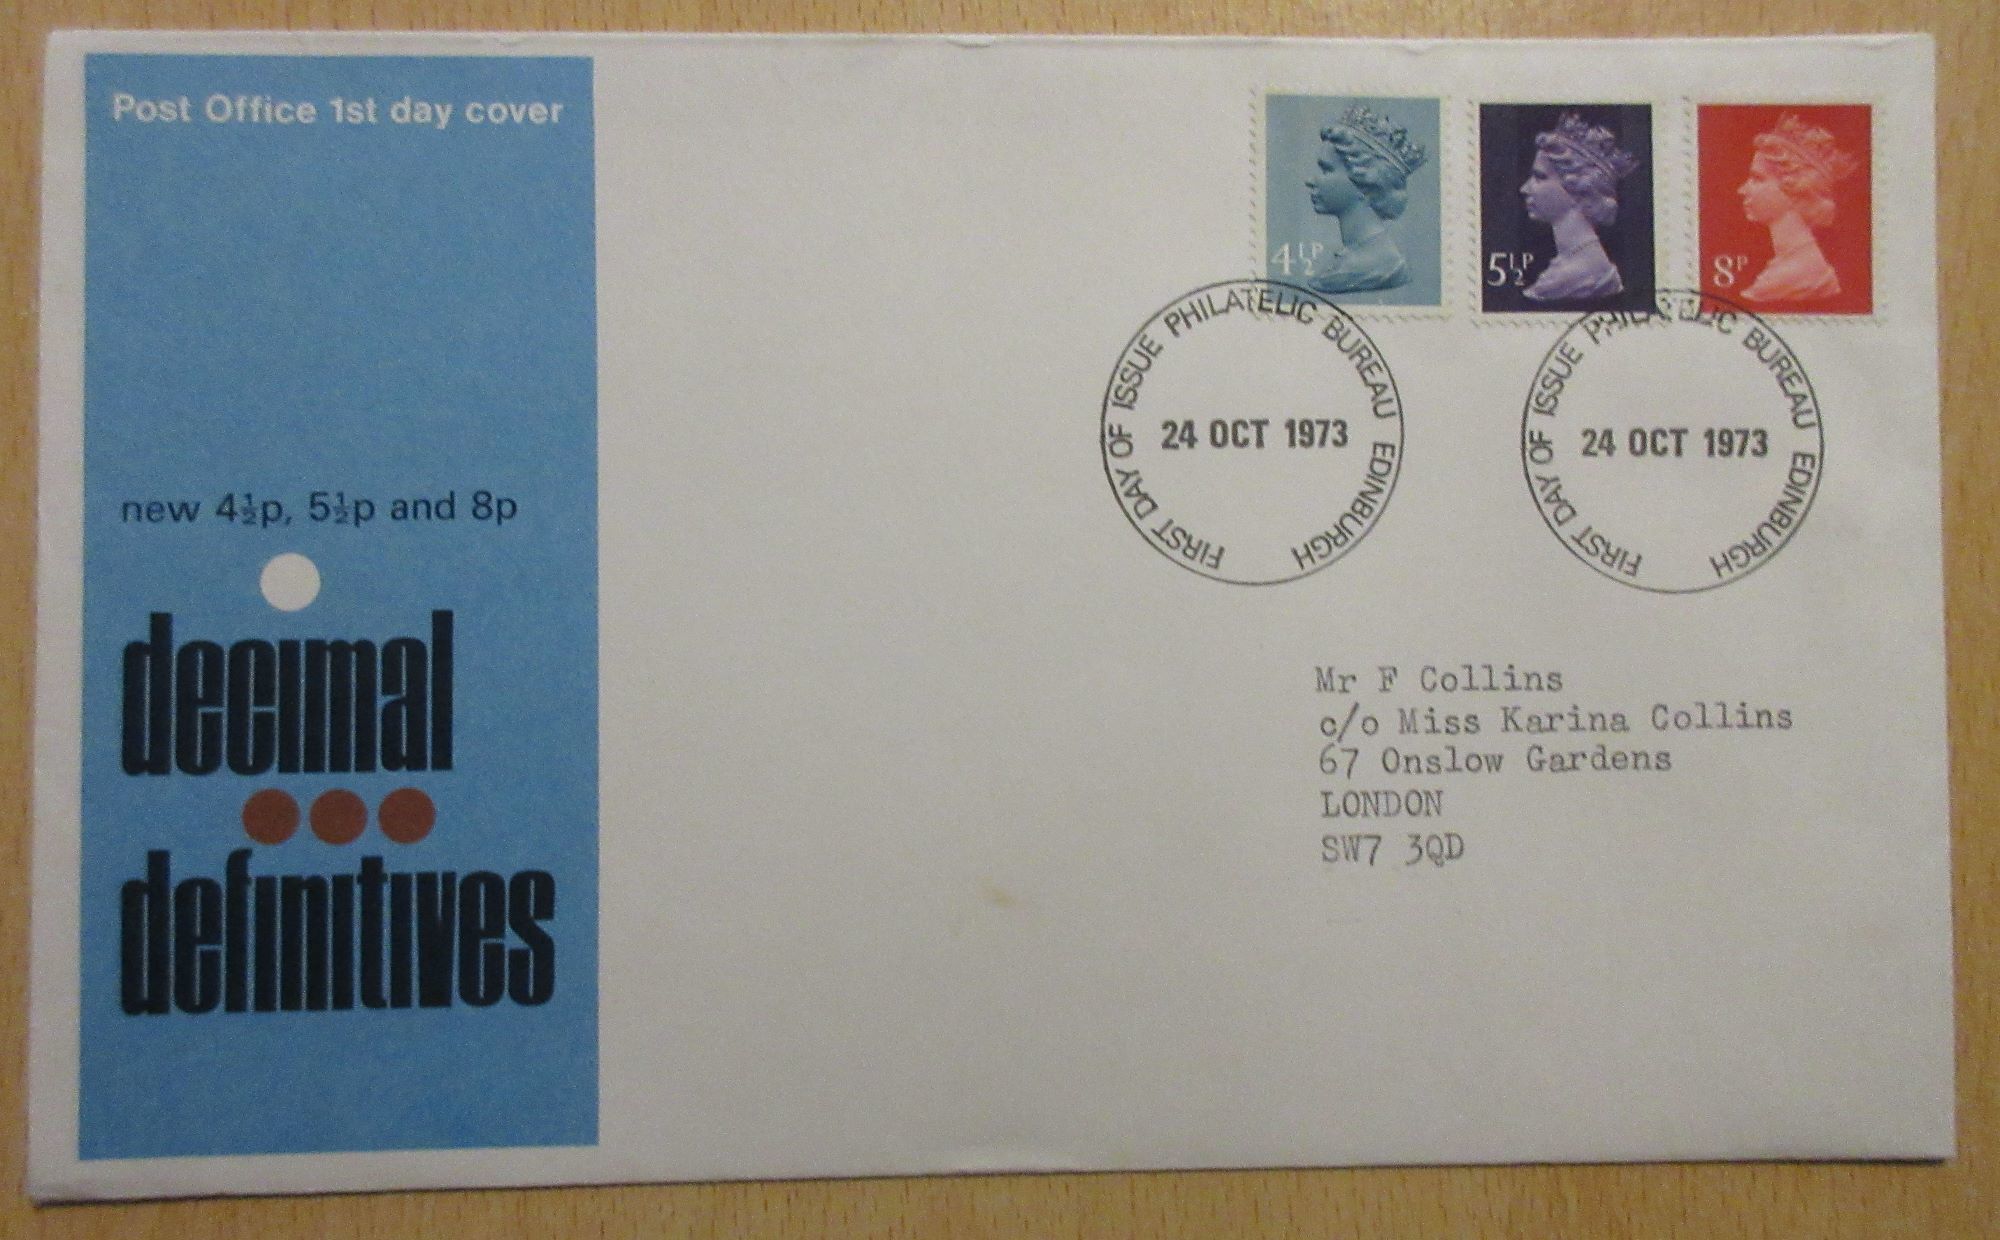 Post Office 1st day cover
new 4½p, 5½p and 8p
decimal
definitives
4½P
5½P
8P
FIRST DAY OF ISSUE PHILATELIC BUREAU EDINBURGH
24 OCT 1973
FIRST DAY OF ISSUE PHILATELIC BUREAU EDINBURGH
24 OCT 1973
Mr F Collins
c/o Miss Karina Collins
67 Onslow Gardens
LONDON
SW7 3QD